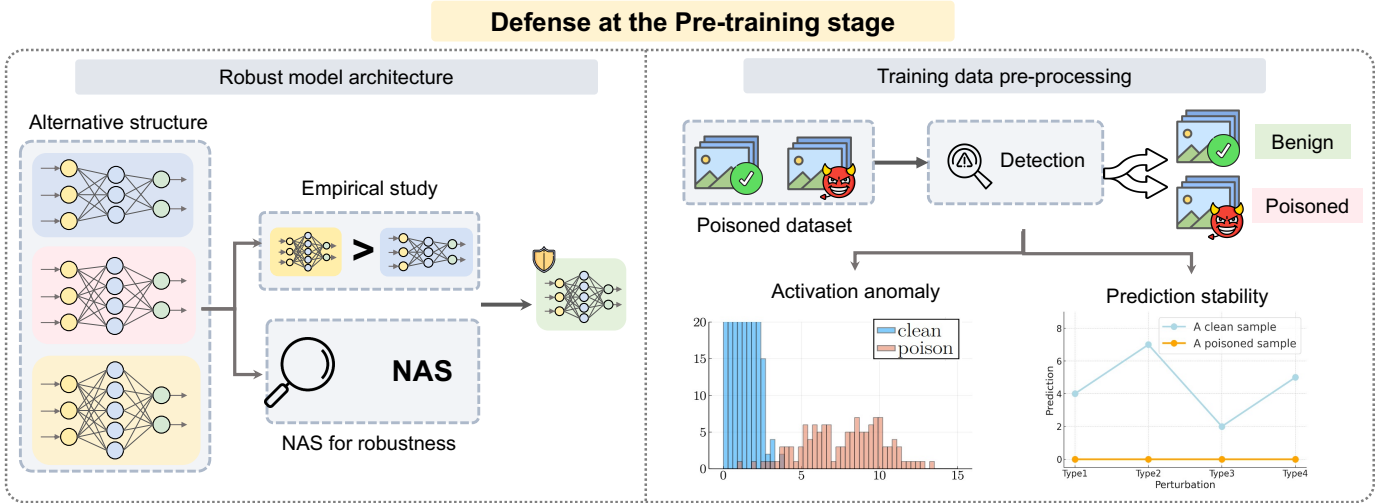 Defense at the Pre-training stage
Robust model architecture
Alternative structure
Empirical study
>
NAS
NAS for robustness
Training data pre-processing
Poisoned dataset
Detection
Benign
Poisoned
Activation anomaly
20
15
10
5
0
0
5
10
15
clean
poison
Prediction stability
Prediction
8
6
4
2
0
A clean sample
A poisoned sample
Type1
Type2
Type3
Type4
Perturbation